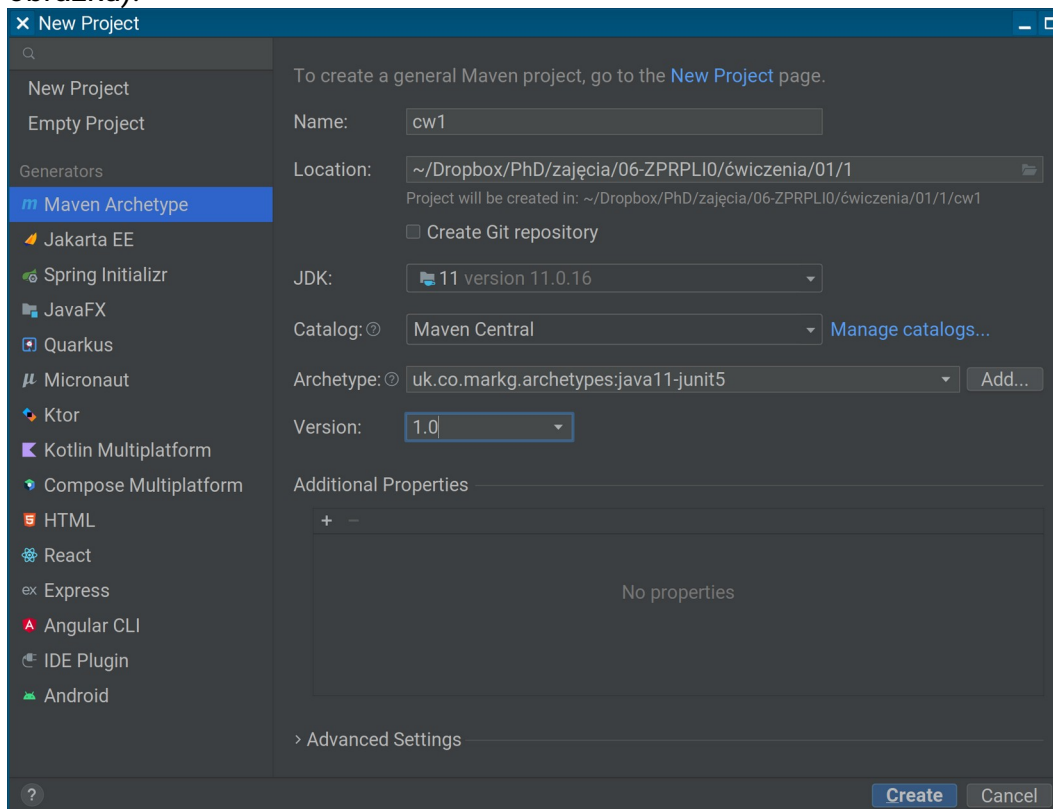 obrazku).
New Project
New Project
Empty Project
Generators
Maven Archetype
Jakarta EE
Spring Initializr
JavaFX
Quarkus
Micronaut
Ktor
Kotlin Multiplatform
Compose Multiplatform
HTML
React
Express
Angular CLI
IDE Plugin
Android
To create a general Maven project, go to the New Project page.
Name: cw1
Location: ~/Dropbox/PhD/zajęcia/06-ZPRPLI0/ćwiczenia/01/1
Project will be created in: ~/Dropbox/PhD/zajęcia/06-ZPRPLI0/ćwiczenia/01/1/cw1
Create Git repository
JDK: 11 version 11.0.16
Catalog: Maven Central Manage catalogs...
Archetype: uk.co.markg.archetypes:java11-junit5 Add...
Version: 1.0
Additional Properties
+ −
No properties
> Advanced Settings
? Create Cancel